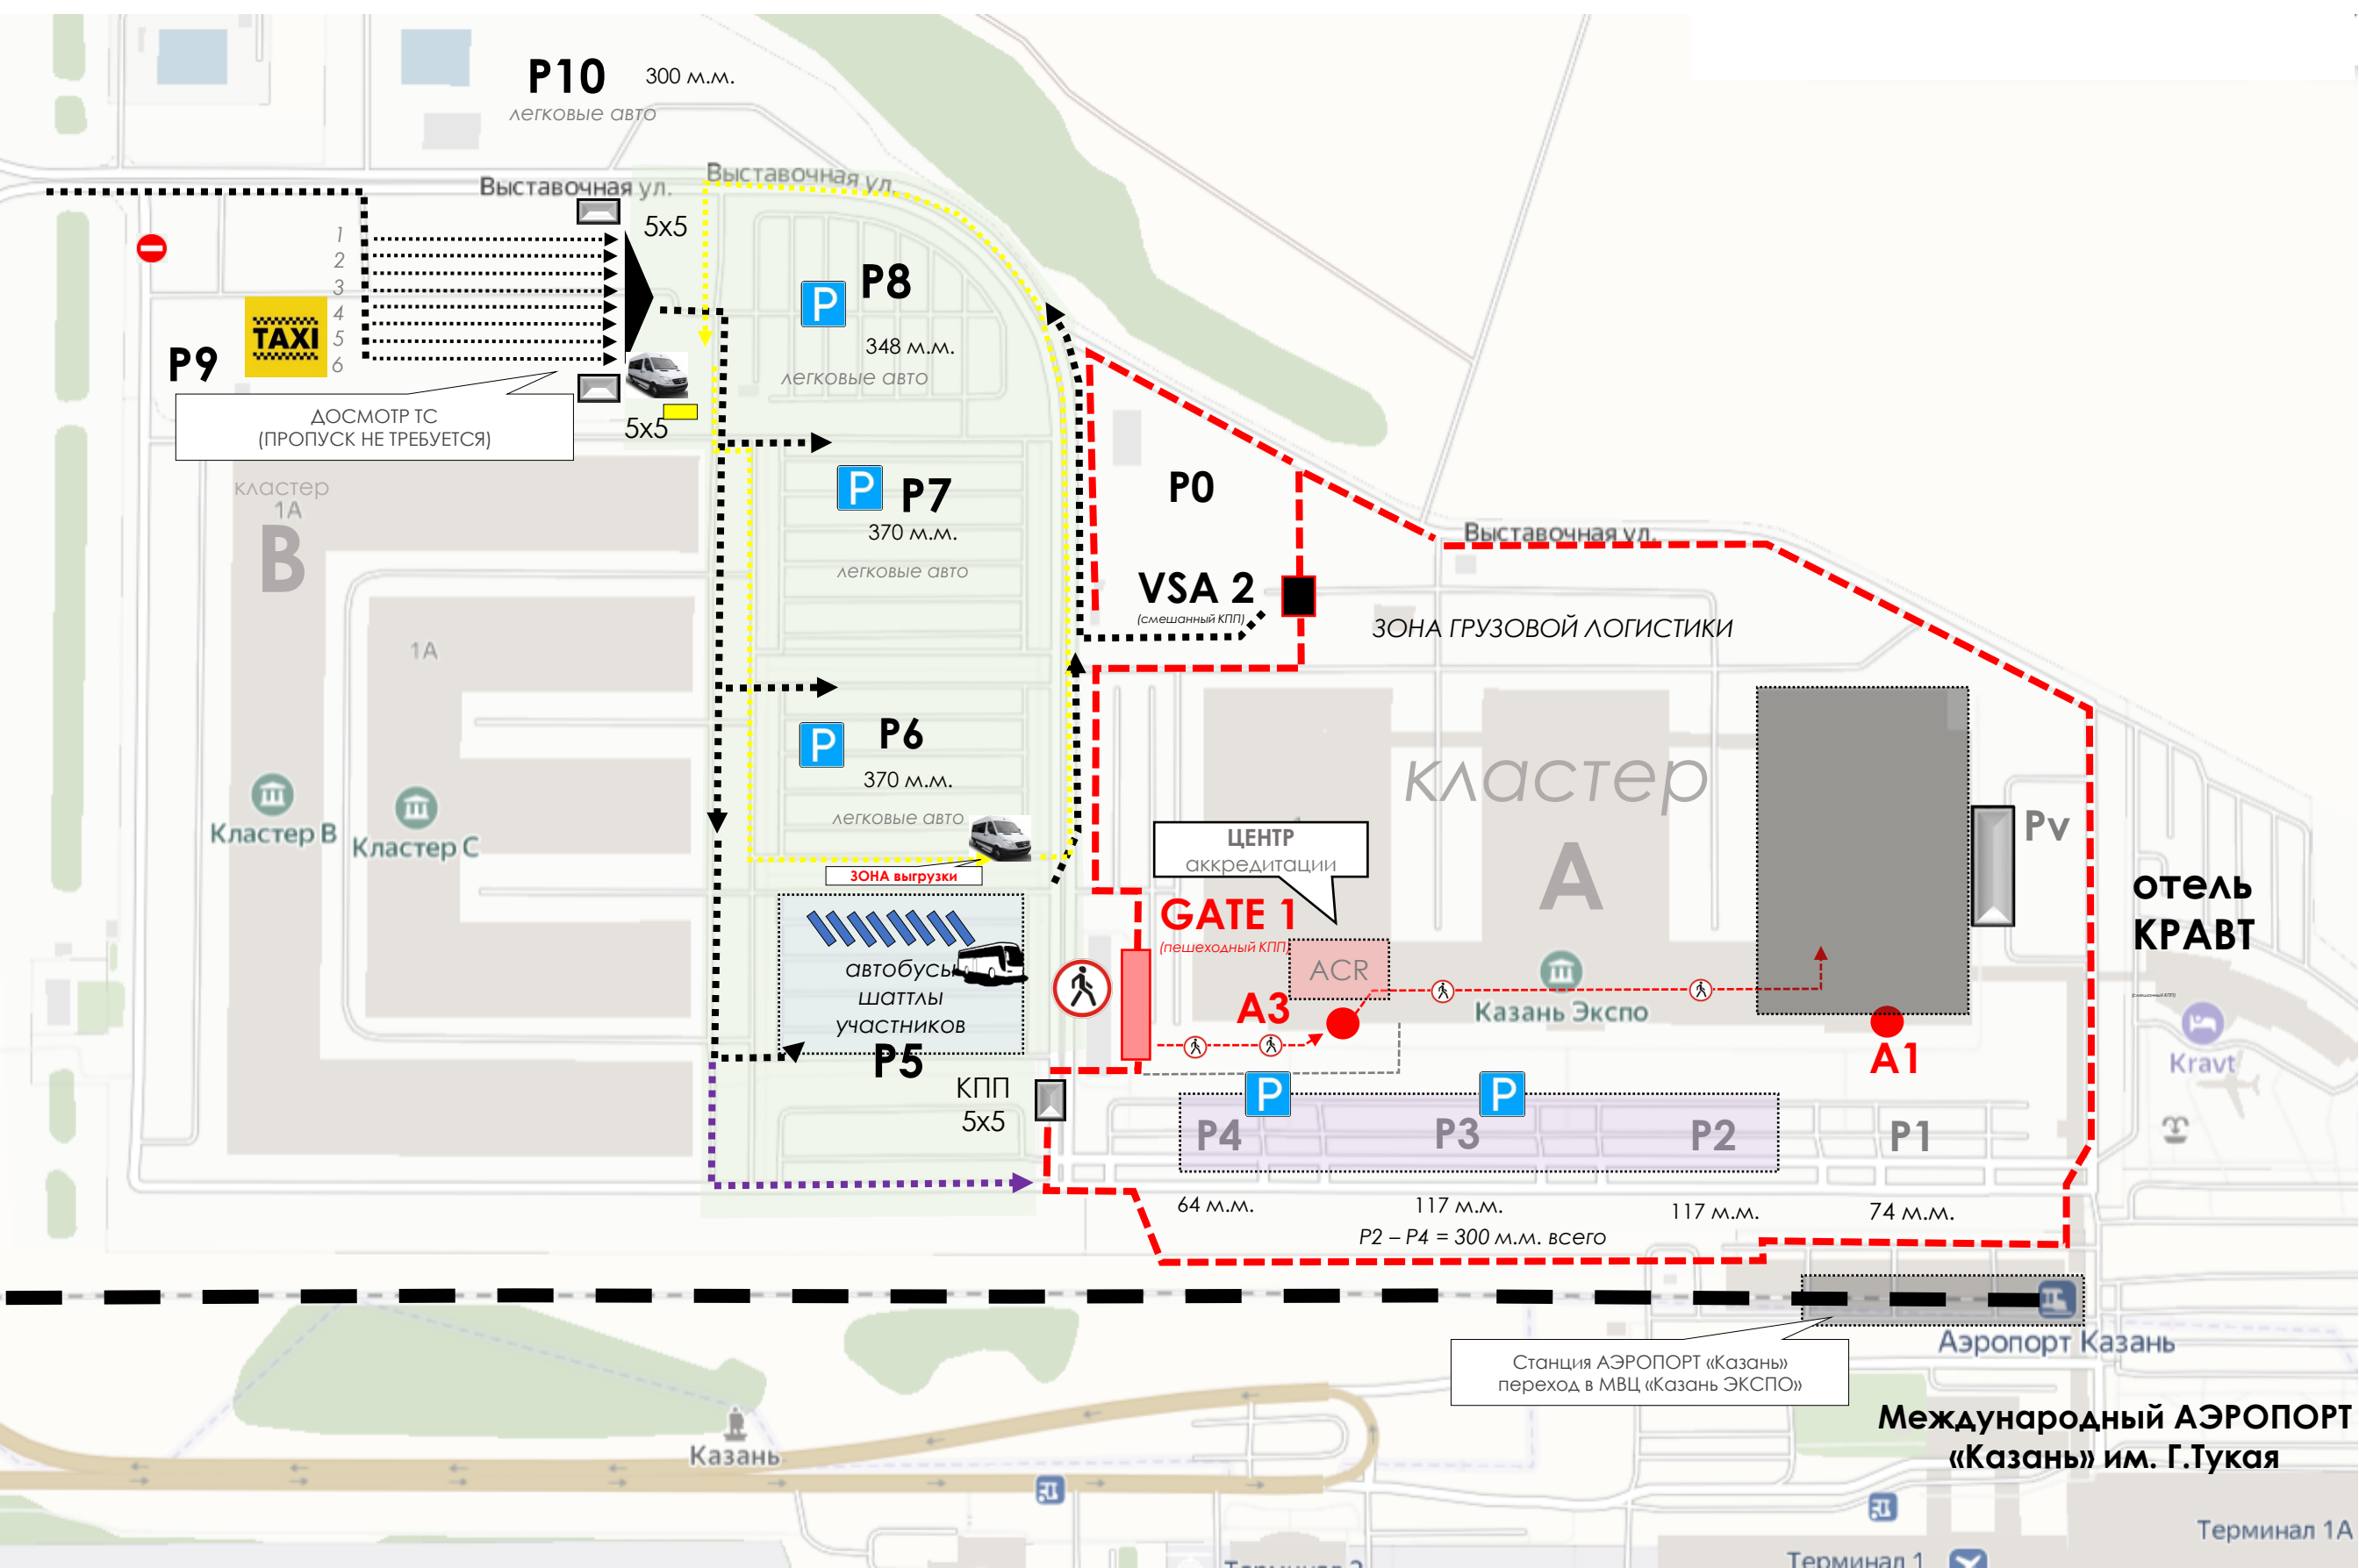 P10 300 м.м.
легковые авто
Выставочная ул.
Выставочная ул.
5х5
1
2
3
4
5
6
TAXI
P9
ДОСМОТР ТС
(ПРОПУСК НЕ ТРЕБУЕТСЯ)
5х5
P
P8
348 м.м.
легковые авто
P
P7
370 м.м.
легковые авто
P
P6
370 м.м.
легковые авто
ЗОНА выгрузки
автобусы
шаттлы
участников
P5
КПП
5х5
кластер
1А
B
1А
Кластер B
Кластер C
P0
VSA 2
(смешанный КПП)
Выставочная ул.
ЗОНА ГРУЗОВОЙ ЛОГИСТИКИ
кластер
А
ЦЕНТР
аккредитации
GATE 1
(пешеходный КПП)
ACR
A3
Казань Экспо
A1
Pv
отель
КРАВТ
(смешанный КПП)
Kravt
P
P
P4
P3
P2
P1
64 м.м.
117 м.м.
117 м.м.
74 м.м.
P2 – P4 = 300 м.м. всего
Аэропорт Казань
Станция АЭРОПОРТ «Казань»
переход в МВЦ «Казань ЭКСПО»
Международный АЭРОПОРТ
«Казань» им. Г.Тукая
Казань
Терминал 1А
Терминал 1
Терминал 2